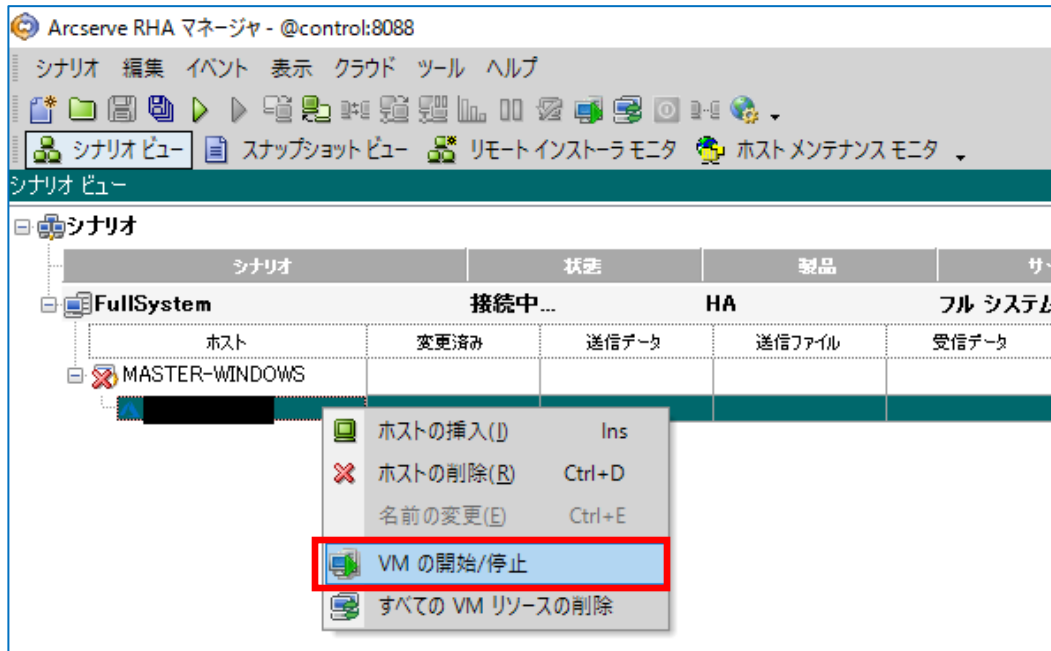 Arcserve RHA マネージャ - @control:8088
シナリオ 編集 イベント 表示 クラウド ツール ヘルプ
シナリオ ビュー スナップショット ビュー リモート インストーラ モニタ ホスト メンテナンス モニタ
シナリオ ビュー
シナリオ
シナリオ 状態 製品 サー
FullSystem 接続中... HA フル システム
ホスト 変更済み 送信データ 送信ファイル 受信データ
MASTER-WINDOWS
ホストの挿入(I) Ins
ホストの削除(R) Ctrl+D
名前の変更(E) Ctrl+E
VM の開始/停止
すべての VM リソースの削除